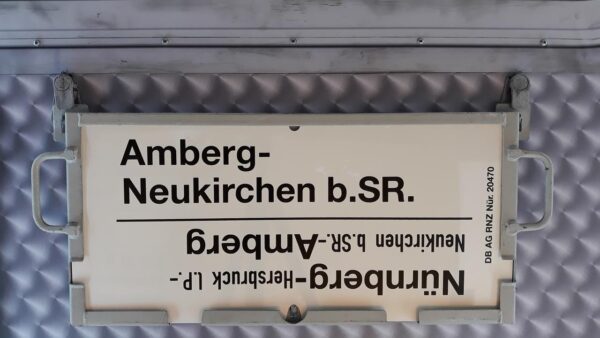 Amberg-
Neukirchen b.SR.
Nürnberg-Hersbruck l.P.-
Neukirchen b.SR.-Amberg
DB AG RNZ Nür. 20470